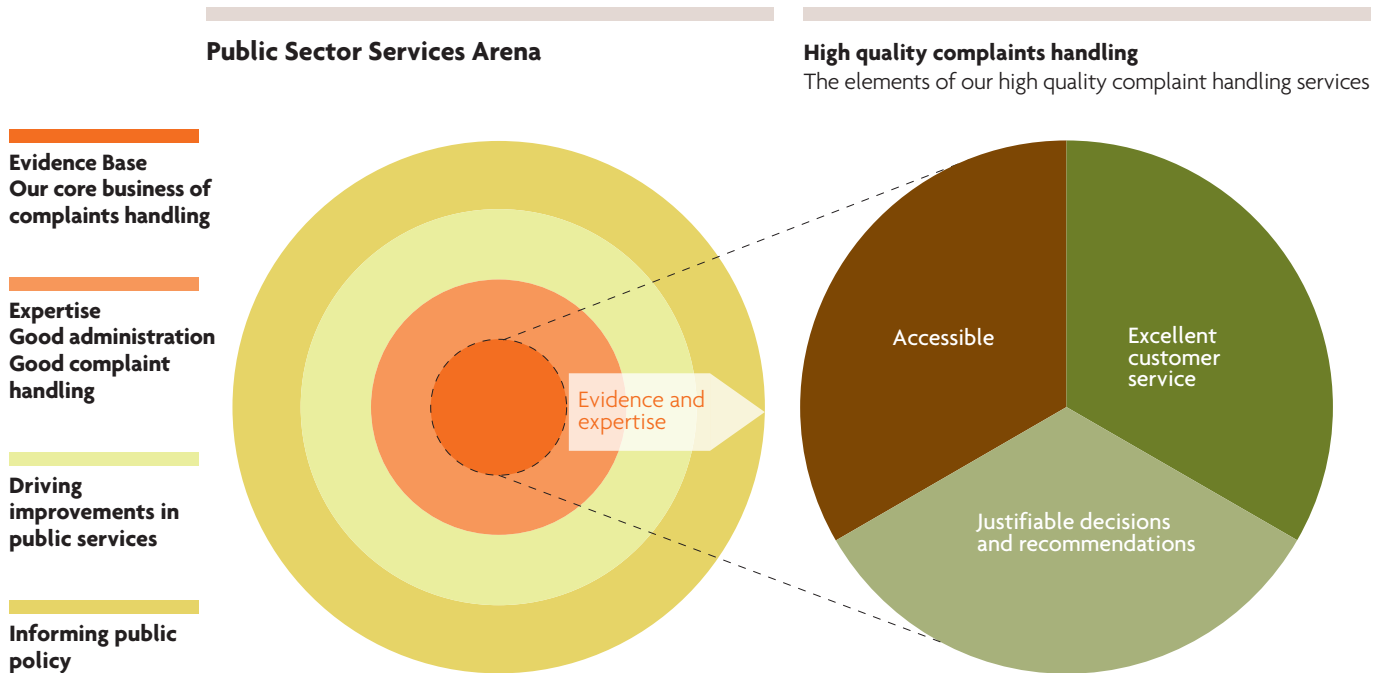 Public Sector Services Arena
High quality complaints handling
The elements of our high quality complaint handling services
Evidence Base
Our core business of
complaints handling
Expertise
Good administration
Good complaint
handling
Driving
improvements in
public services
Informing public
policy
Evidence and
expertise
Accessible
Excellent
customer
service
Justifiable decisions
and recommendations